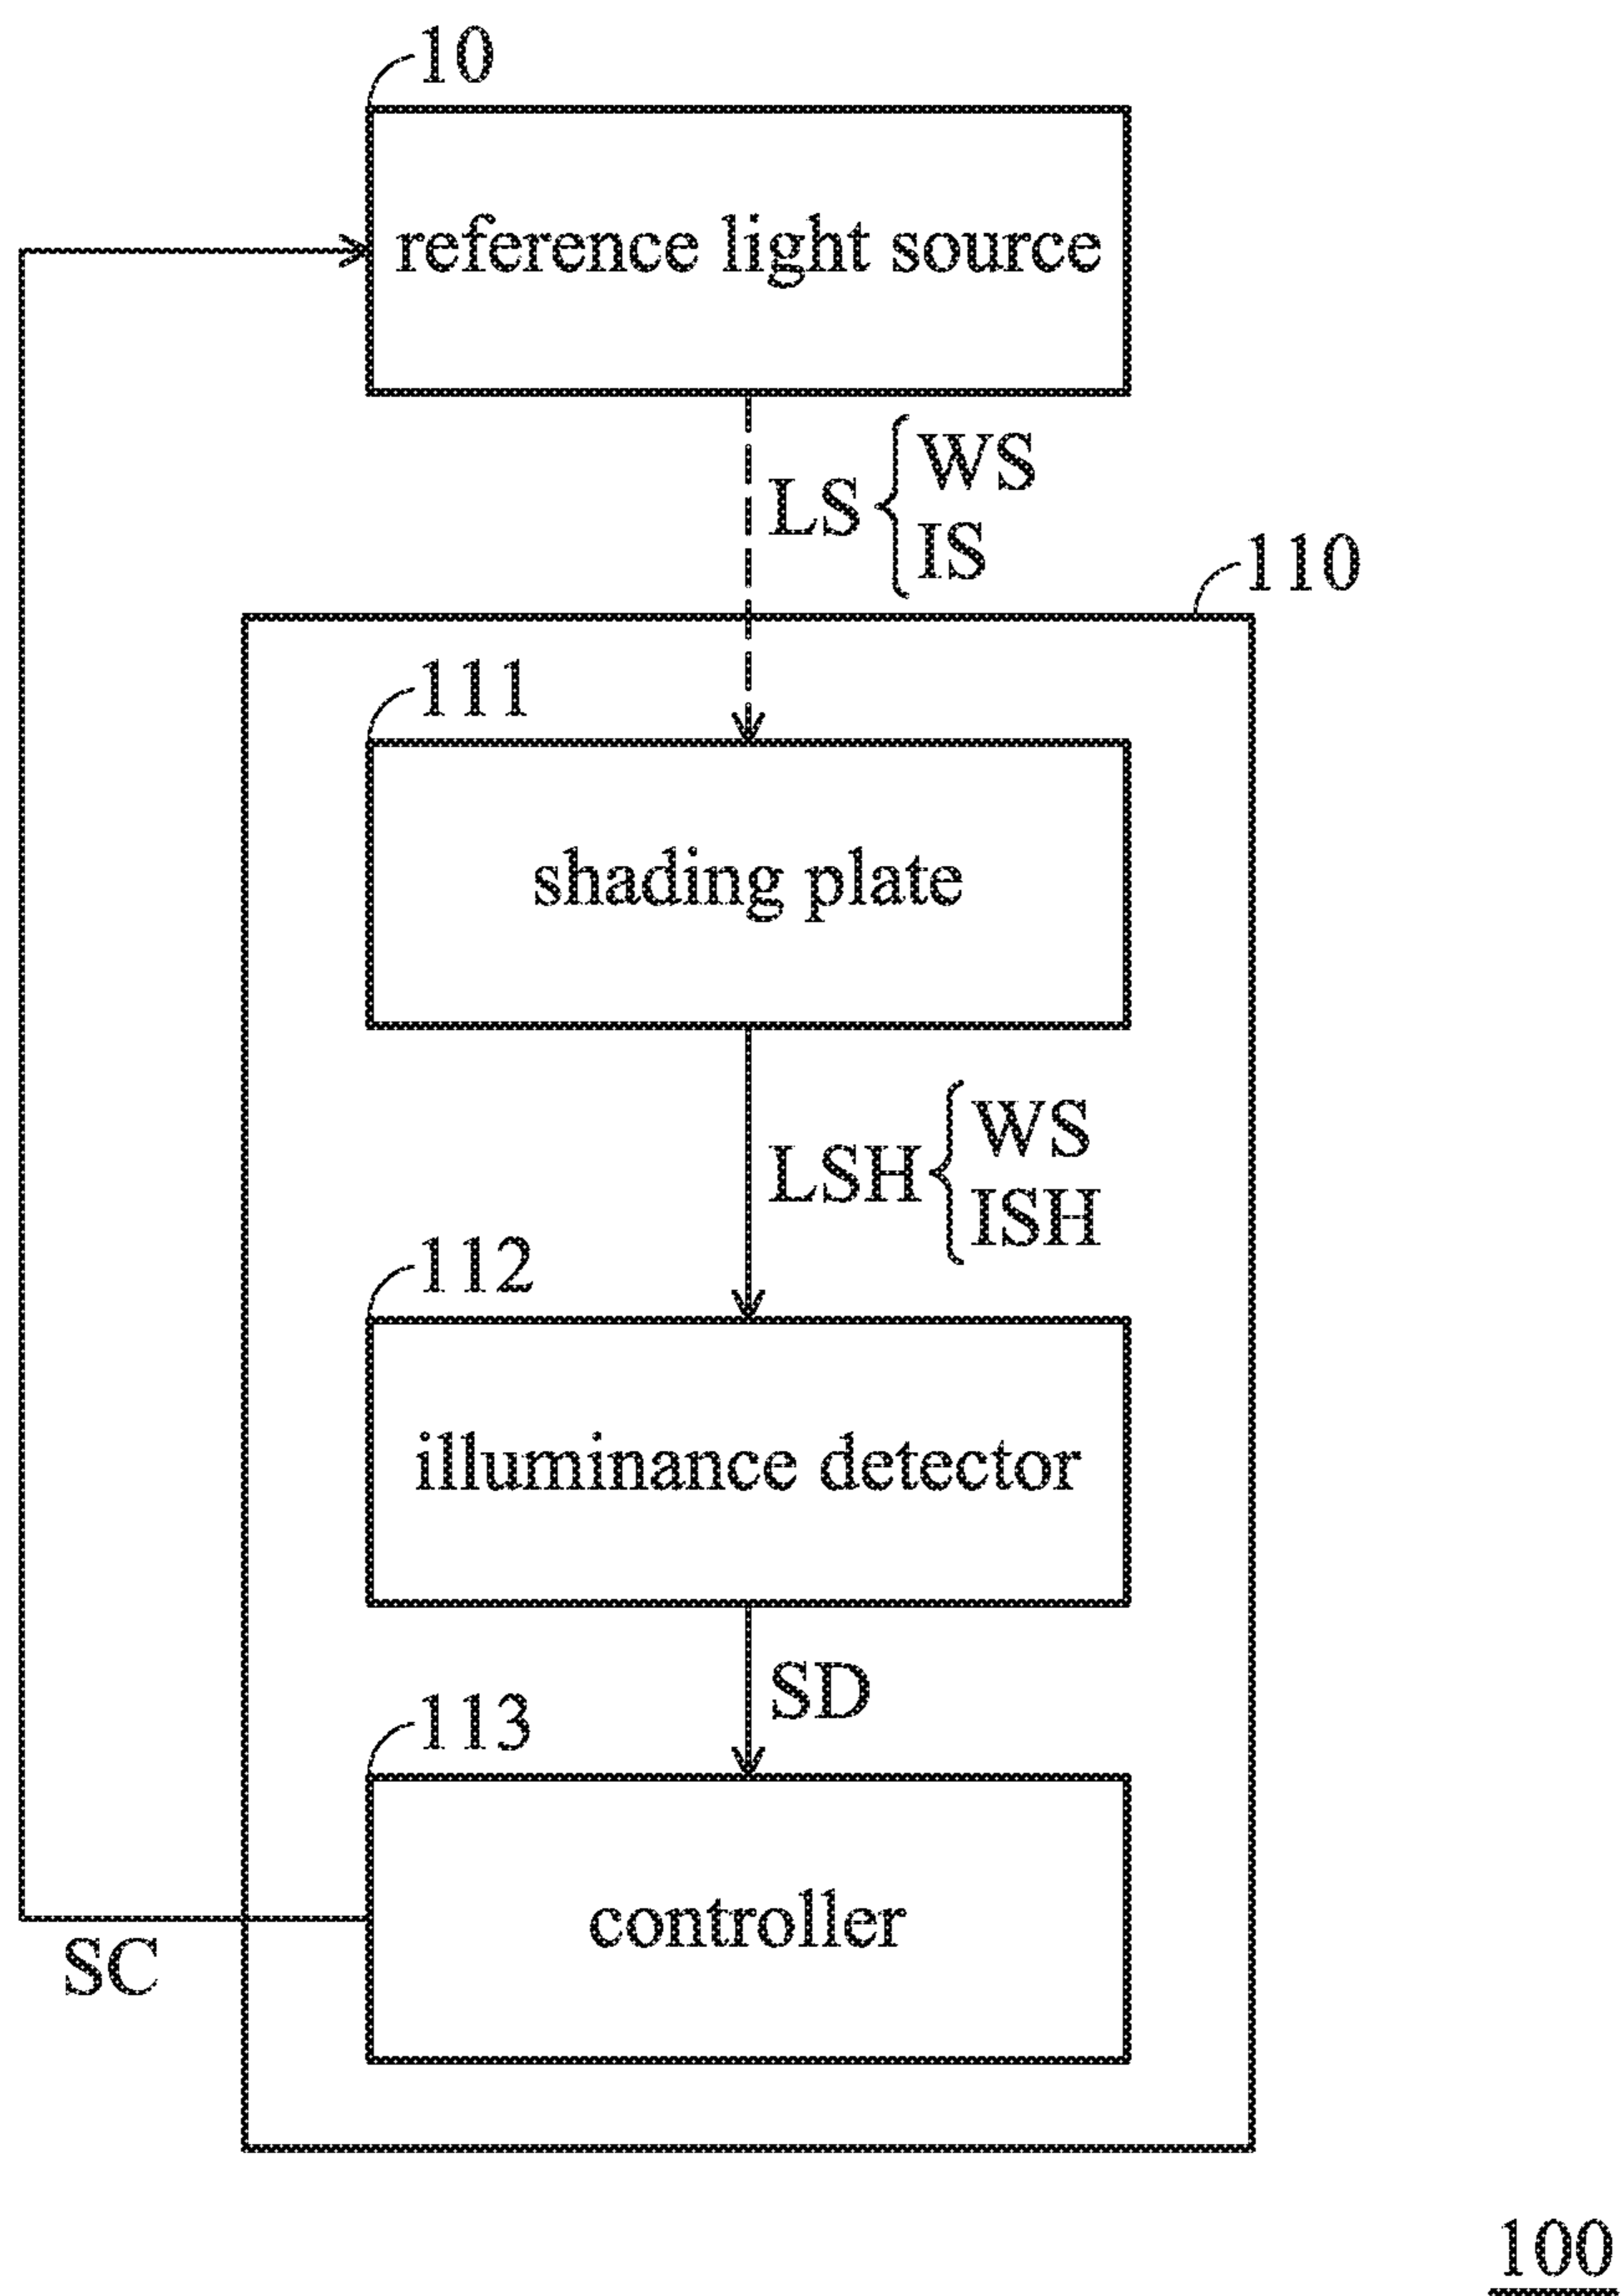 10
reference light source
LS
WS
IS
110
111
shading plate
LSH
WS
ISH
112
illuminance detector
SD
113
controller
SC
100